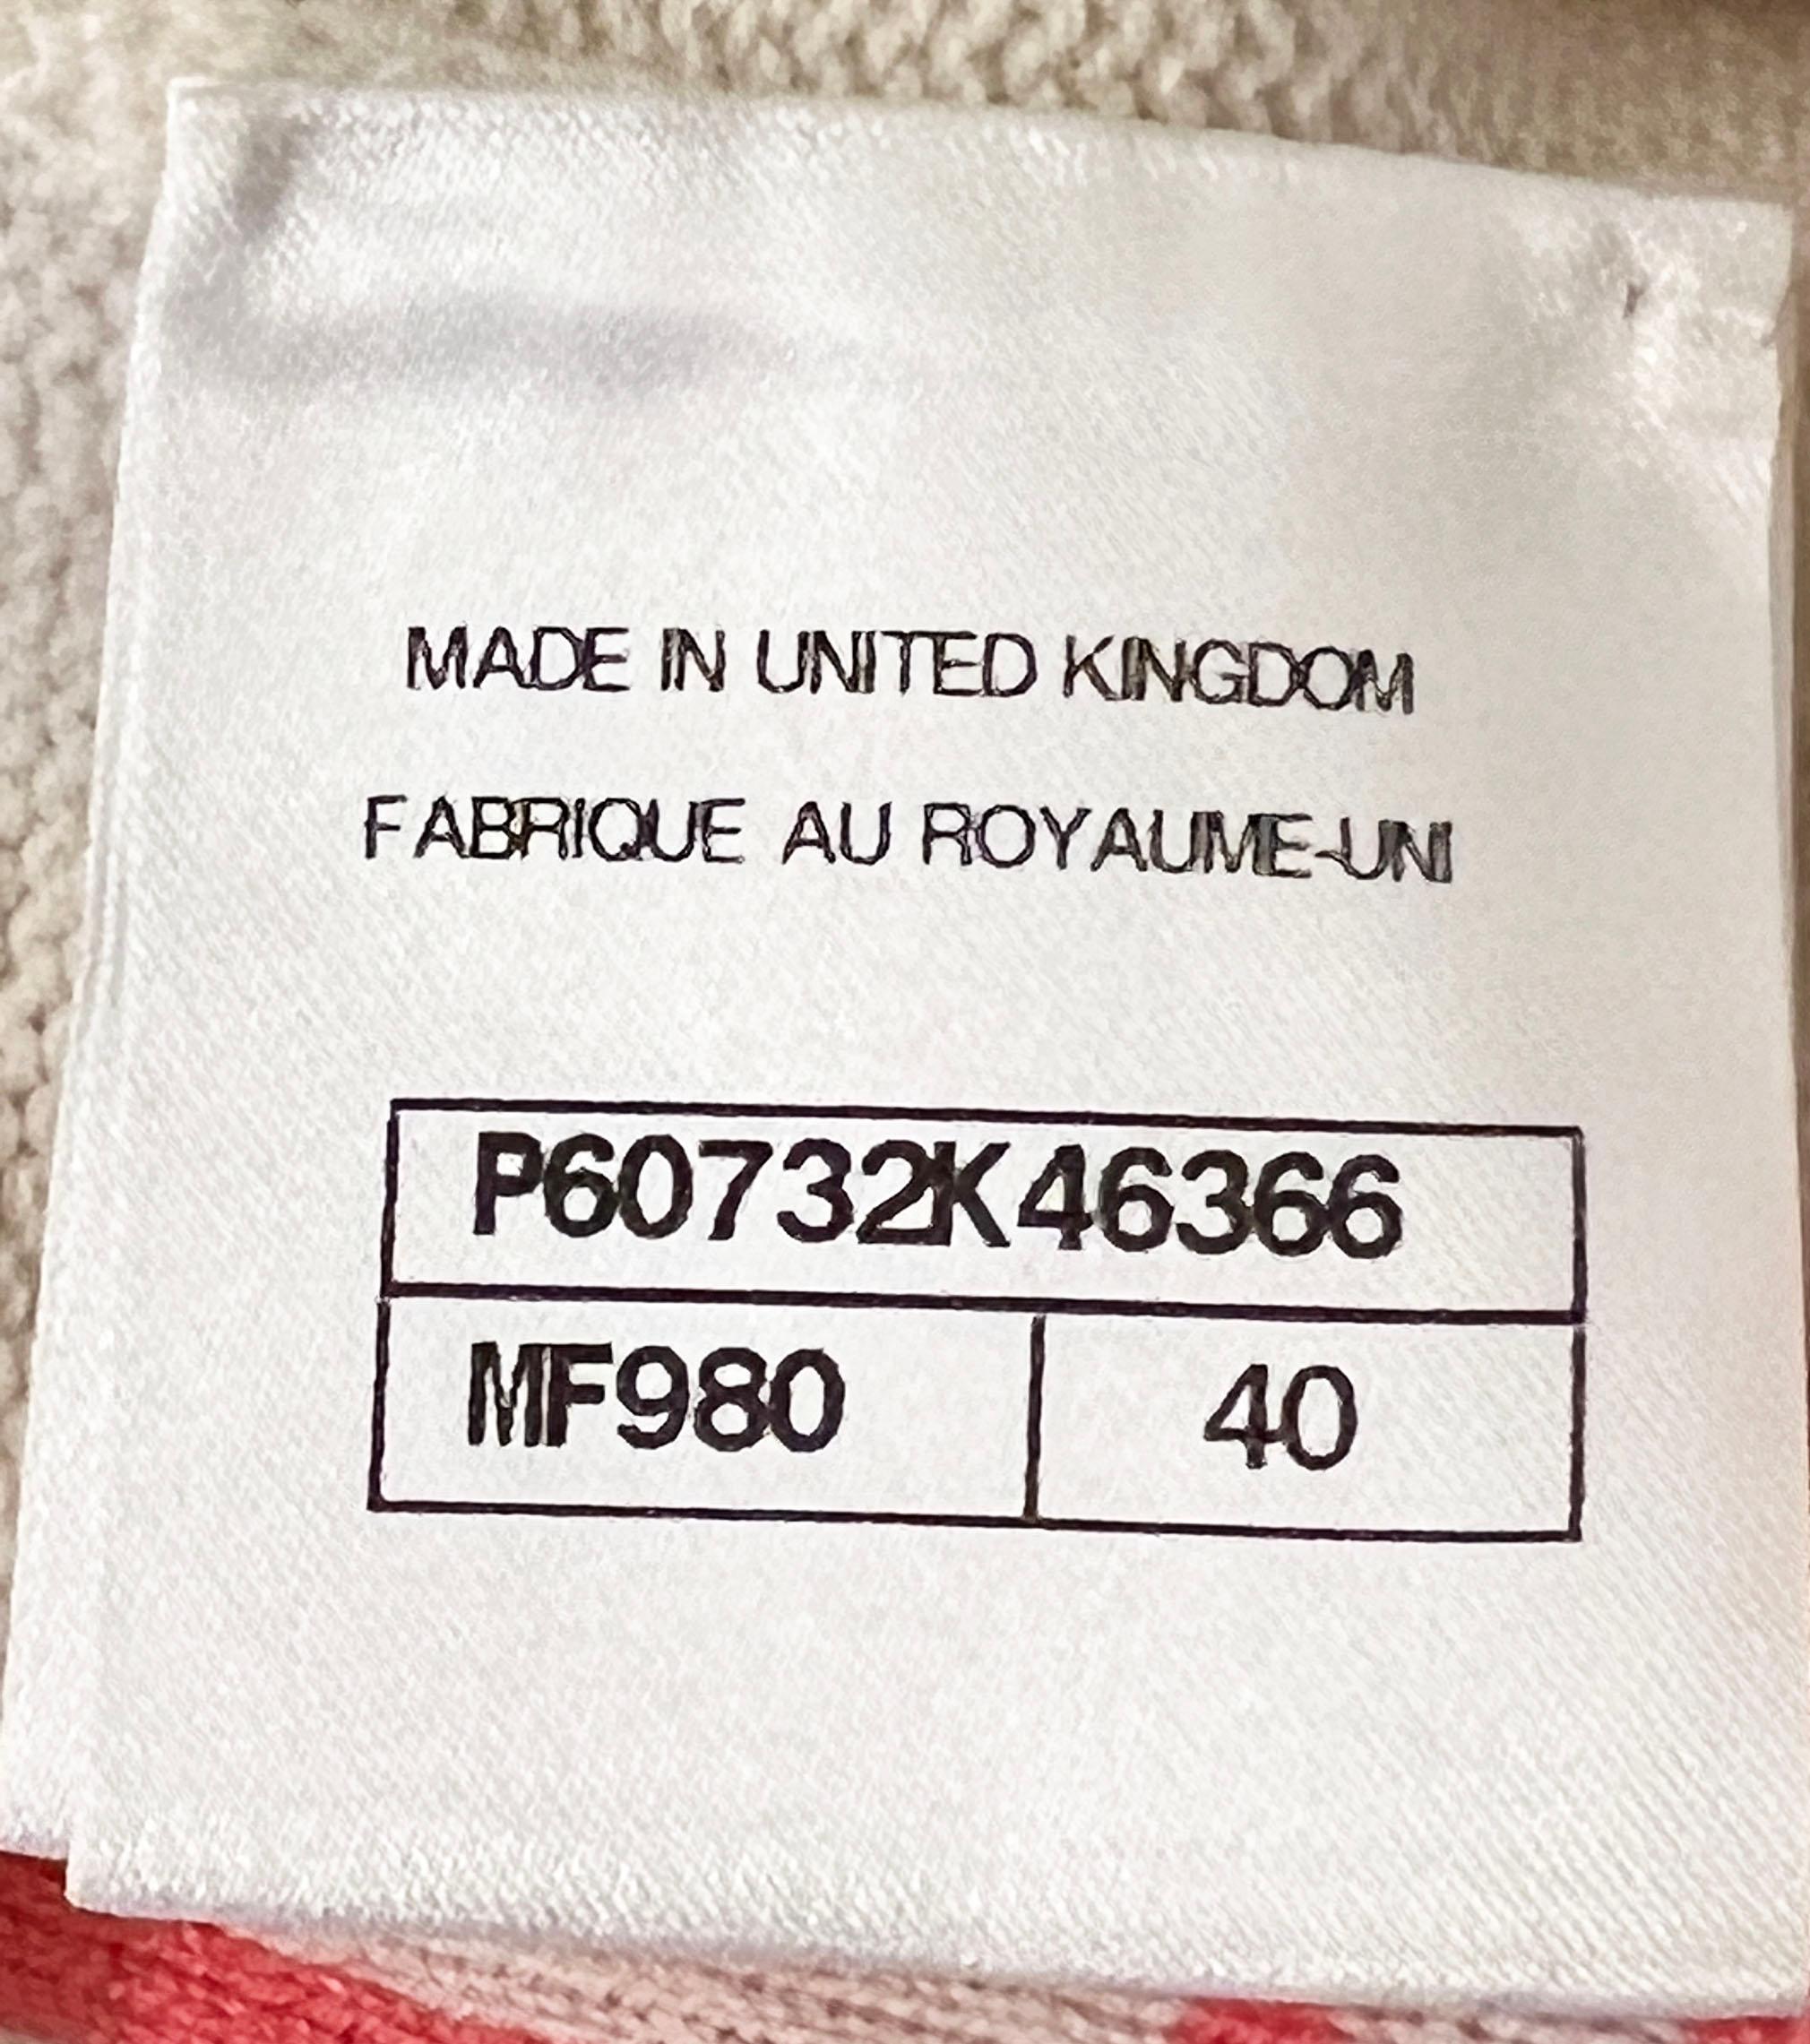 MADE IN UNITED KINGDOM
FABRIQUE AU ROYAUME-UNI
P60732K46366
MF980 40